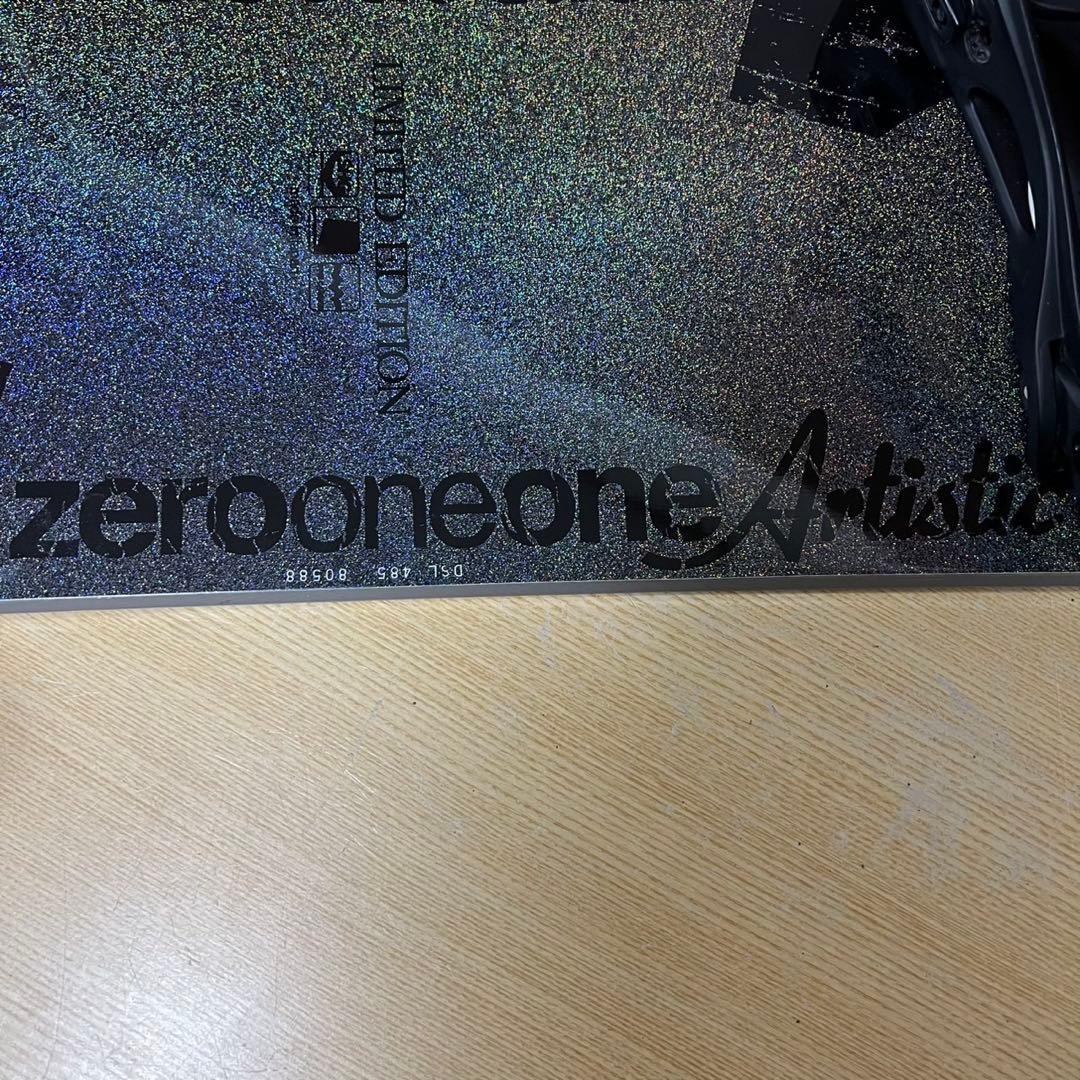 LIMITED EDITION
zerooneone Artistic
DSL 485 80588